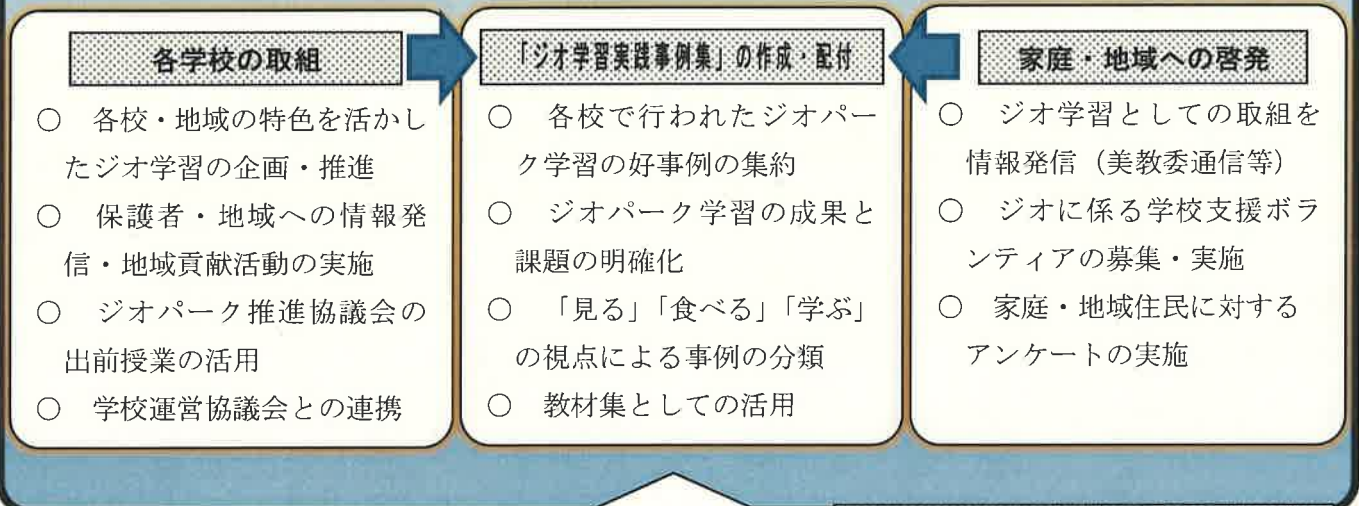 各学校の取組
○ 各校・地域の特色を活かし
たジオ学習の企画・推進
○ 保護者・地域への情報発
信・地域貢献活動の実施
○ ジオパーク推進協議会の
出前授業の活用
○ 学校運営協議会との連携
「ジオ学習実践事例集」の作成・配付
○ 各校で行われたジオパー
ク学習の好事例の集約
○ ジオパーク学習の成果と
課題の明確化
○ 「見る」「食べる」「学ぶ」
の視点による事例の分類
○ 教材集としての活用
家庭・地域への啓発
○ ジオ学習としての取組を
情報発信（美教委通信等）
○ ジオに係る学校支援ボラ
ンティアの募集・実施
○ 家庭・地域住民に対する
アンケートの実施